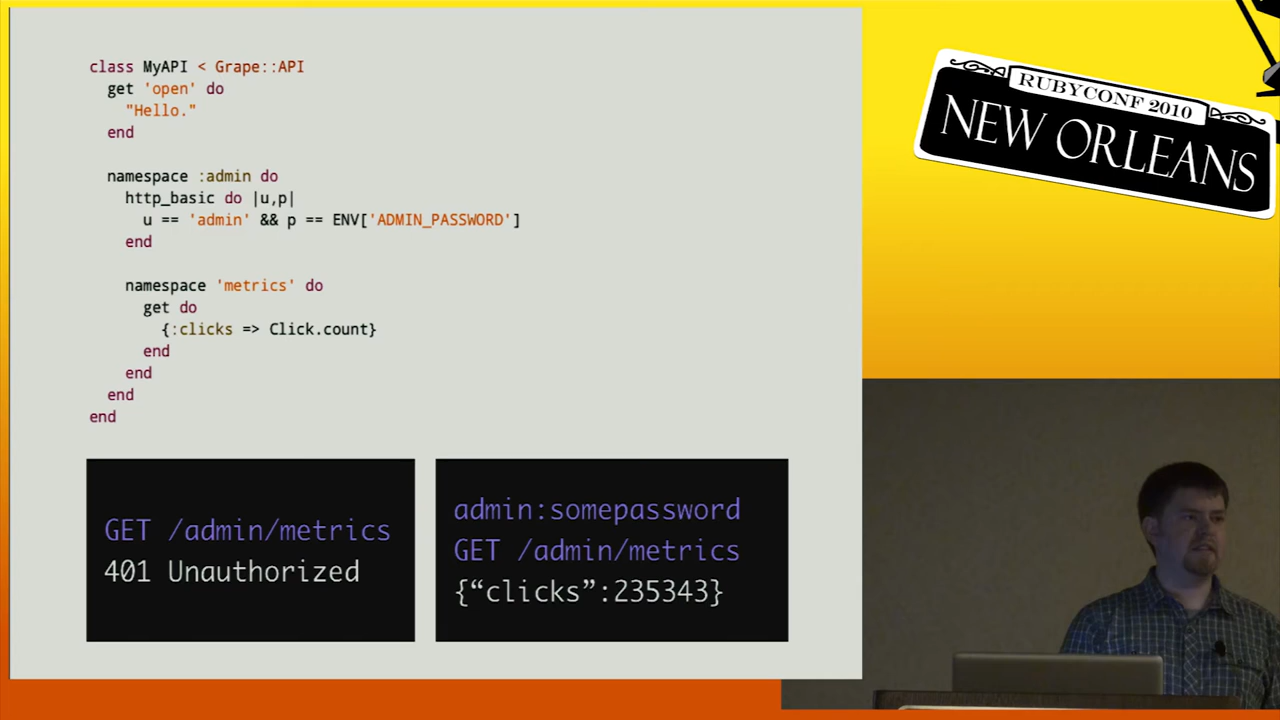 class MyAPI < Grape::API
get 'open' do
"Hello."
end
namespace :admin do
http_basic do |u,p|
u == 'admin' && p == ENV['ADMIN_PASSWORD']
end
namespace 'metrics' do
get do
{:clicks => Click.count}
end
end
end
end
GET /admin/metrics
401 Unauthorized
admin:somepassword
GET /admin/metrics
{“clicks”:235343}
RUBYCONF 2010
NEW ORLEANS